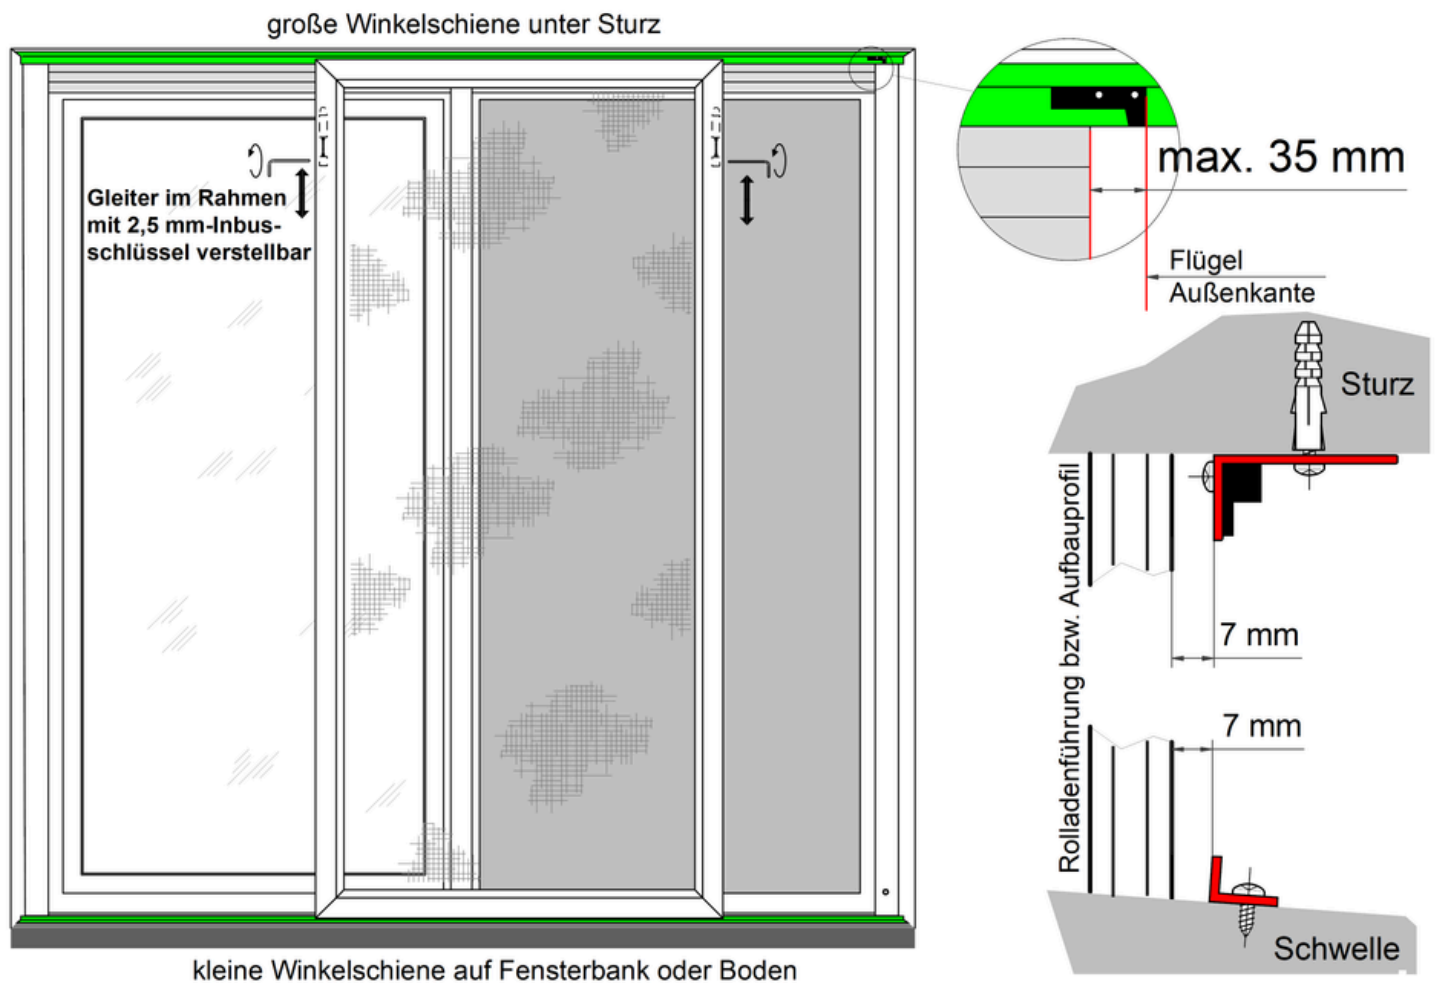 große Winkelschiene unter Sturz
max. 35 mm
Flügel
Außenkante
Gleiter im Rahmen
mit 2,5 mm-Inbus-
schlüssel verstellbar
Sturz
Rolladenführung bzw. Aufbauprofil
7 mm
7 mm
Schwelle
kleine Winkelschiene auf Fensterbank oder Boden